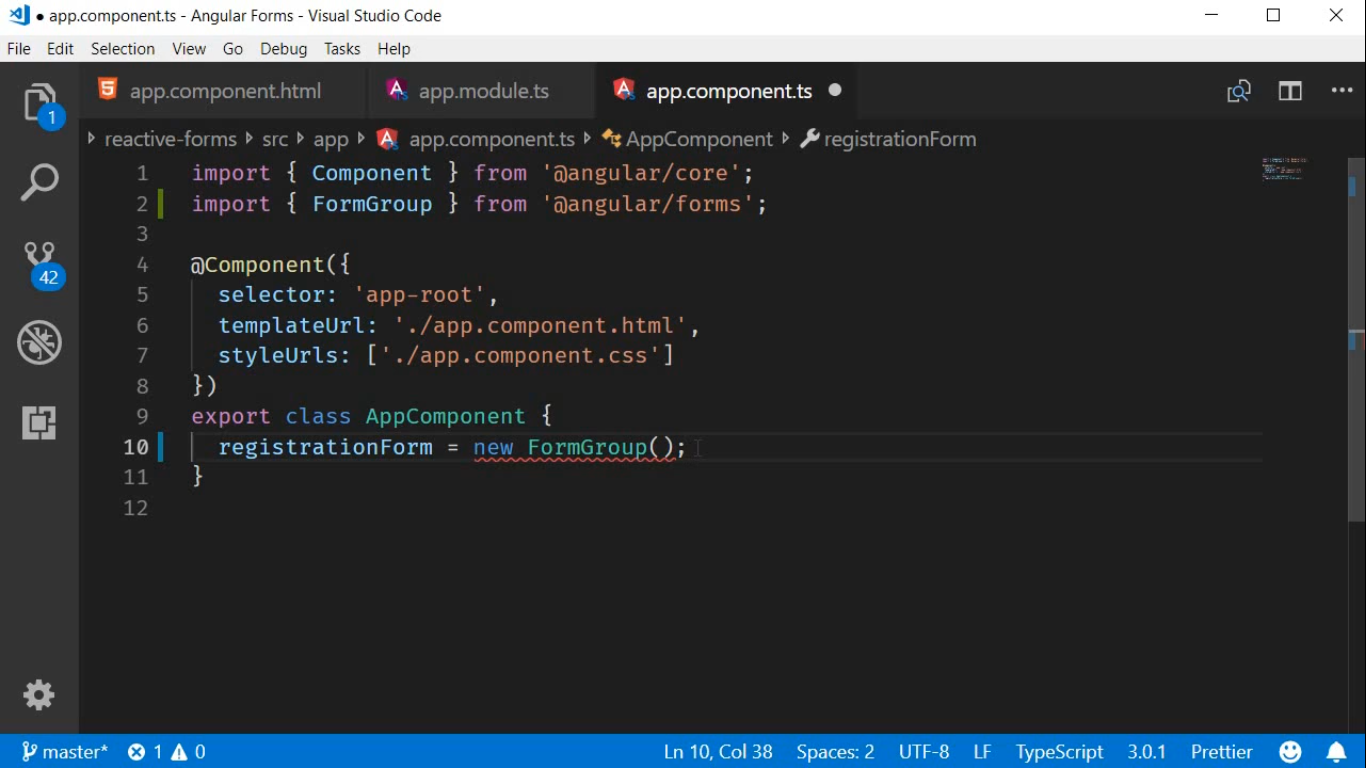 ● app.component.ts - Angular Forms - Visual Studio Code
File Edit Selection View Go Debug Tasks Help
1
app.component.html
app.module.ts
app.component.ts ●
reactive-forms src app app.component.ts AppComponent registrationForm
1 import { Component } from '@angular/core';
2 import { FormGroup } from '@angular/forms';
3
4 @Component({
5 selector: 'app-root',
6 templateUrl: './app.component.html',
7 styleUrls: ['./app.component.css']
8 })
9 export class AppComponent {
10 registrationForm = new FormGroup();
11 }
12
42
master* 1 0 Ln 10, Col 38 Spaces: 2 UTF-8 LF TypeScript 3.0.1 Prettier